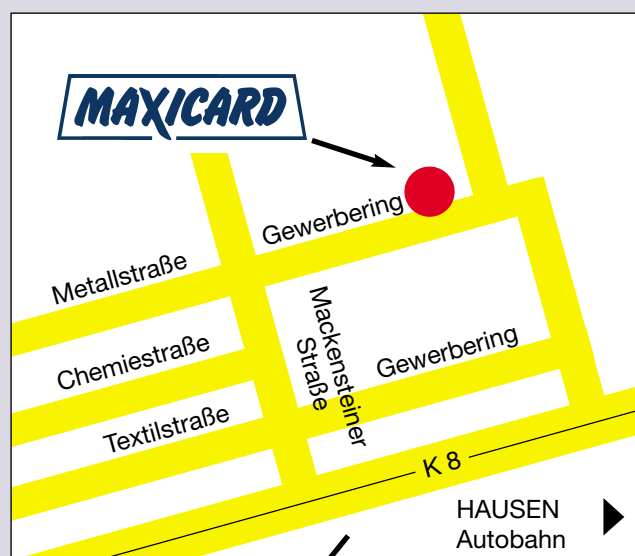 MAXICARD
Gewerbering
Metallstraße
Mackensteiner
Straße
Chemiestraße
Gewerbering
Textilstraße
K 8
HAUSEN
Autobahn